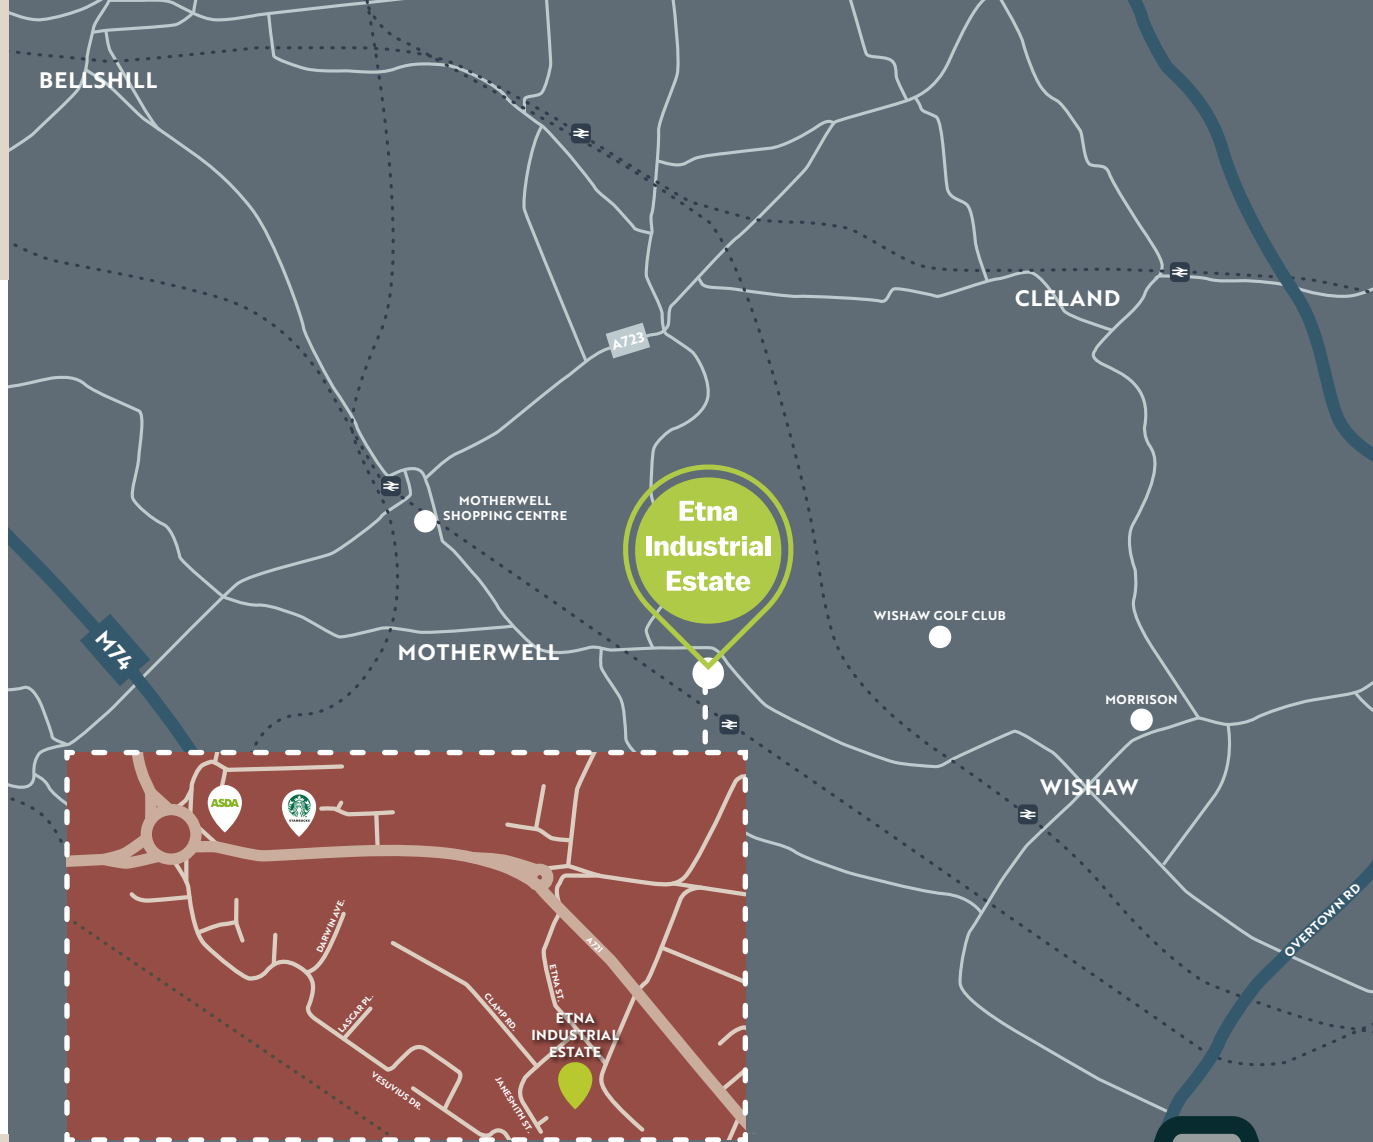 BELLSHILL
CLELAND
A723
MOTHERWELL
SHOPPING CENTRE
Etna
Industrial
Estate
WISHAW GOLF CLUB
M74
MOTHERWELL
MORRISON
WISHAW
ASDA
STARBUCKS
OVERTOWN RD
DARWIN AVE.
A721
ETNA ST.
LASCAR PL.
CLAMP RD.
ETNA
INDUSTRIAL
ESTATE
VESUVIUS DR.
JANESMITH ST.